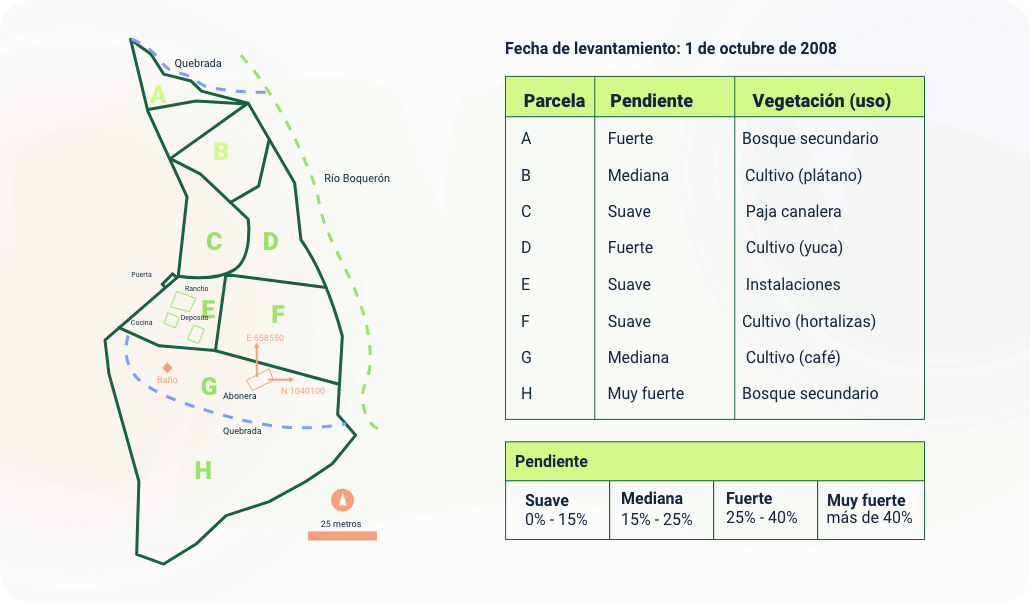 Quebrada
A
B
Río Boquerón
C
D
Puerta
Rancho
E
Deposito
F
Cocina
E 658550
Baño
G
Abonera
N 1040100
Quebrada
H
25 metros
Fecha de levantamiento: 1 de octubre de 2008
Parcela Pendiente Vegetación (uso)
A Fuerte Bosque secundario
B Mediana Cultivo (plátano)
C Suave Paja canalera
D Fuerte Cultivo (yuca)
E Suave Instalaciones
F Suave Cultivo (hortalizas)
G Mediana Cultivo (café)
H Muy fuerte Bosque secundario
Pendiente
Suave Mediana Fuerte Muy fuerte
0% - 15% 15% - 25% 25% - 40% más de 40%